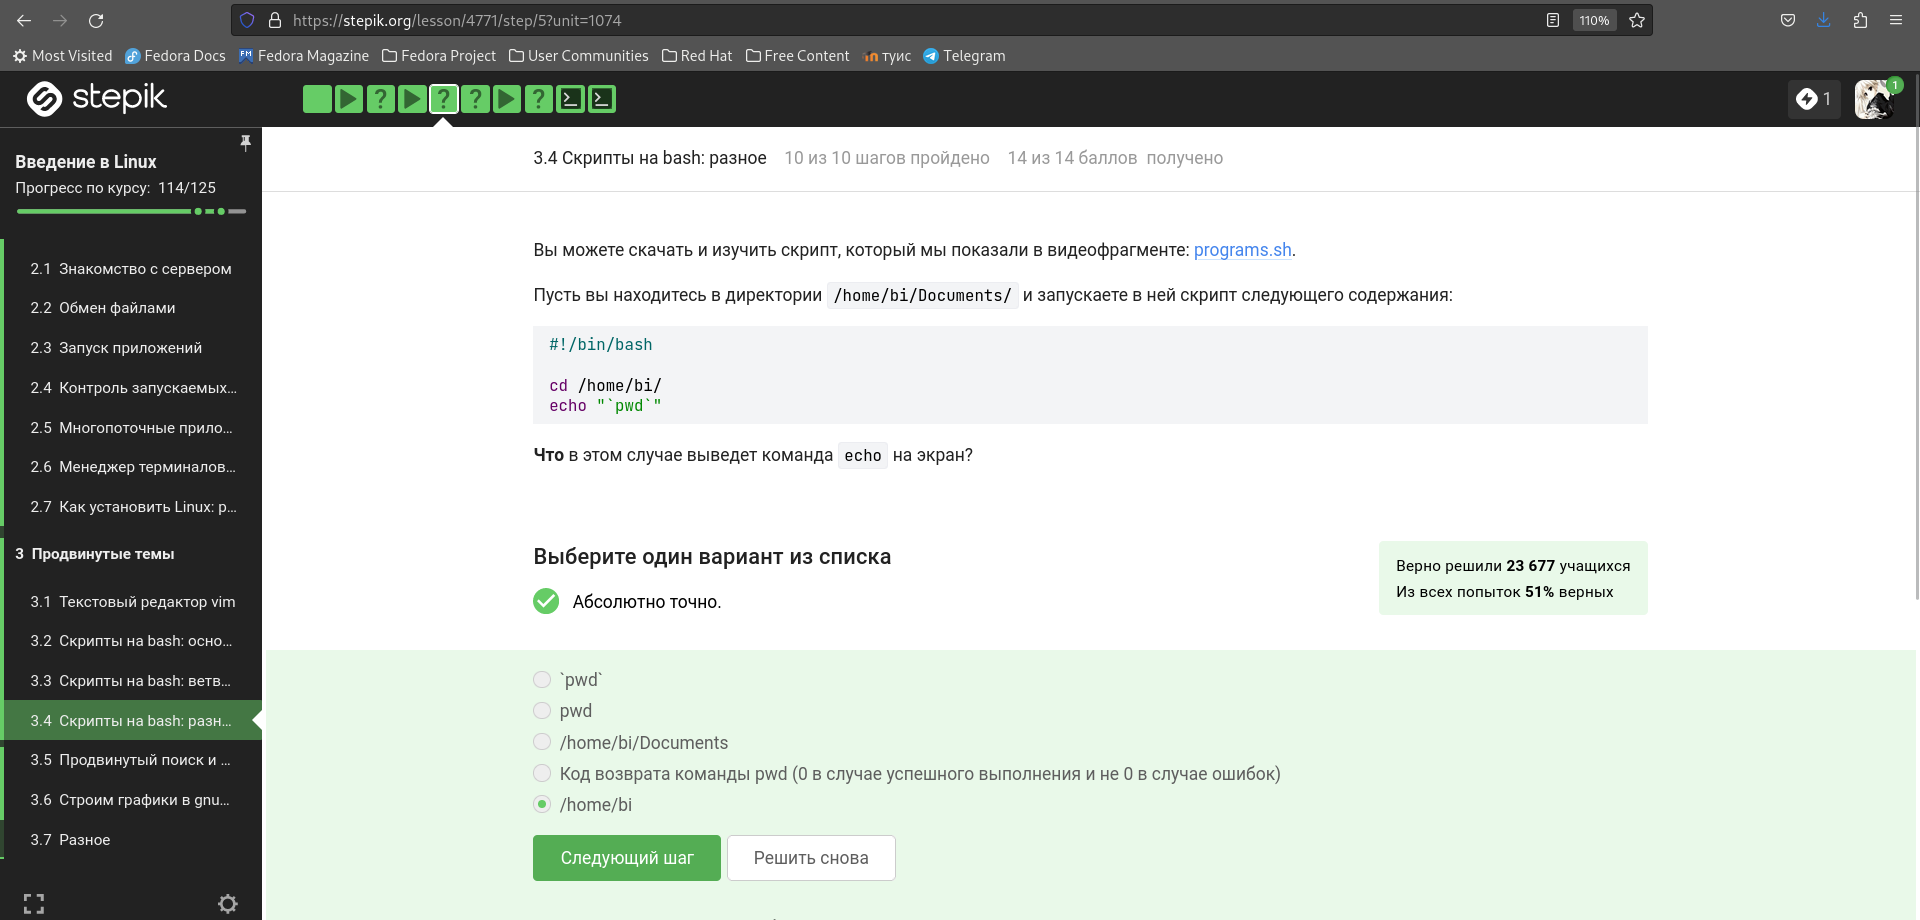 https://stepik.org/lesson/4771/step/5?unit=1074
110%
Most Visited
Fedora Docs
Fedora Magazine
Fedora Project
User Communities
Red Hat
Free Content
туис
Telegram
stepik
1
1
Введение в Linux
Прогресс по курсу: 114/125
2.1 Знакомство с сервером
2.2 Обмен файлами
2.3 Запуск приложений
2.4 Контроль запускаемых...
2.5 Многопоточные прило...
2.6 Менеджер терминалов...
2.7 Как установить Linux: р...
3 Продвинутые темы
3.1 Текстовый редактор vim
3.2 Скрипты на bash: осно...
3.3 Скрипты на bash: ветв...
3.4 Скрипты на bash: разн...
3.5 Продвинутый поиск и ...
3.6 Строим графики в gnu...
3.7 Разное
3.4 Скрипты на bash: разное 10 из 10 шагов пройдено 14 из 14 баллов получено
Вы можете скачать и изучить скрипт, который мы показали в видеофрагменте: programs.sh.
Пусть вы находитесь в директории /home/bi/Documents/ и запускаете в ней скрипт следующего содержания:
#!/bin/bash
cd /home/bi/
echo "`pwd`"
Что в этом случае выведет команда echo на экран?
Выберите один вариант из списка
Абсолютно точно.
Верно решили 23 677 учащихся
Из всех попыток 51% верных
`pwd`
pwd
/home/bi/Documents
Код возврата команды pwd (0 в случае успешного выполнения и не 0 в случае ошибок)
/home/bi
Следующий шаг
Решить снова